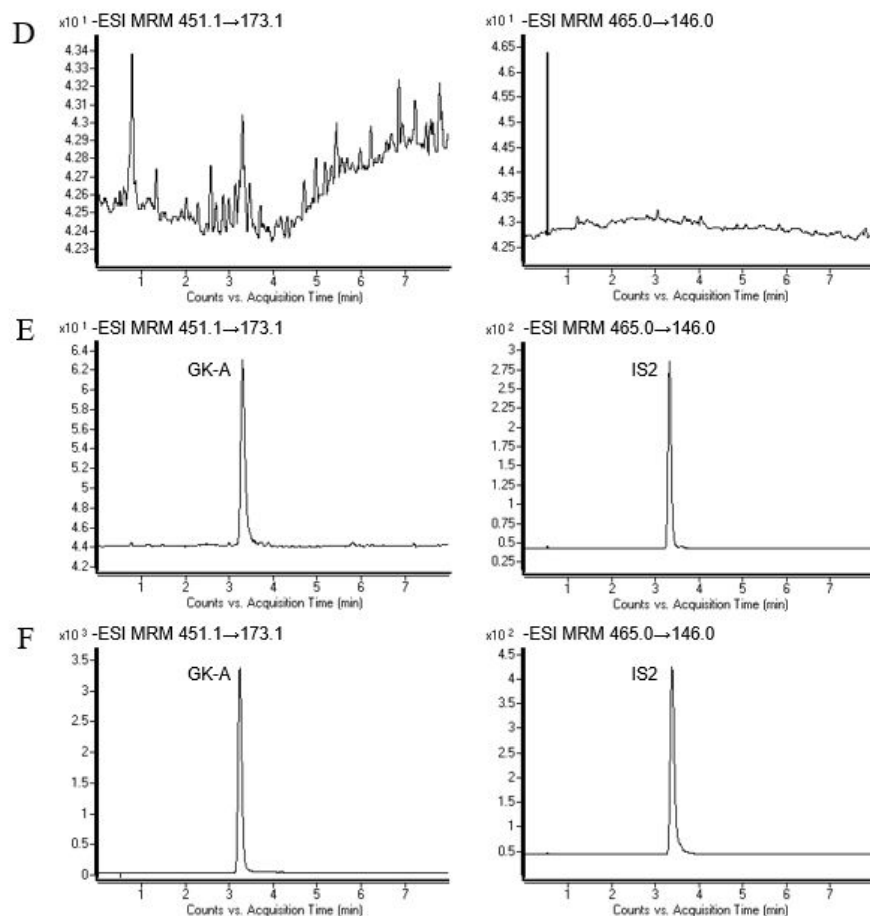 D
x10 1 -ESI MRM 451.1→173.1
4.34
4.33
4.32
4.31
4.3
4.29
4.28
4.27
4.26
4.25
4.24
4.23
1 2 3 4 5 6 7
Counts vs. Acquisition Time (min)
x10 1 -ESI MRM 465.0→146.0
4.65
4.6
4.55
4.5
4.45
4.4
4.35
4.3
4.25
1 2 3 4 5 6 7
Counts vs. Acquisition Time (min)
E
x10 1 -ESI MRM 451.1→173.1
GK-A
6.4
6.2
6
5.8
5.6
5.4
5.2
5
4.8
4.6
4.4
4.2
1 2 3 4 5 6 7
Counts vs. Acquisition Time (min)
x10 2 -ESI MRM 465.0→146.0
IS2
3
2.75
2.5
2.25
2
1.75
1.5
1.25
1
0.75
0.5
0.25
1 2 3 4 5 6 7
Counts vs. Acquisition Time (min)
F
x10 3 -ESI MRM 451.1→173.1
GK-A
3.5
3
2.5
2
1.5
1
0.5
0
1 2 3 4 5 6 7
Counts vs. Acquisition Time (min)
x10 2 -ESI MRM 465.0→146.0
IS2
4.5
4
3.5
3
2.5
2
1.5
1
0.5
1 2 3 4 5 6 7
Counts vs. Acquisition Time (min)